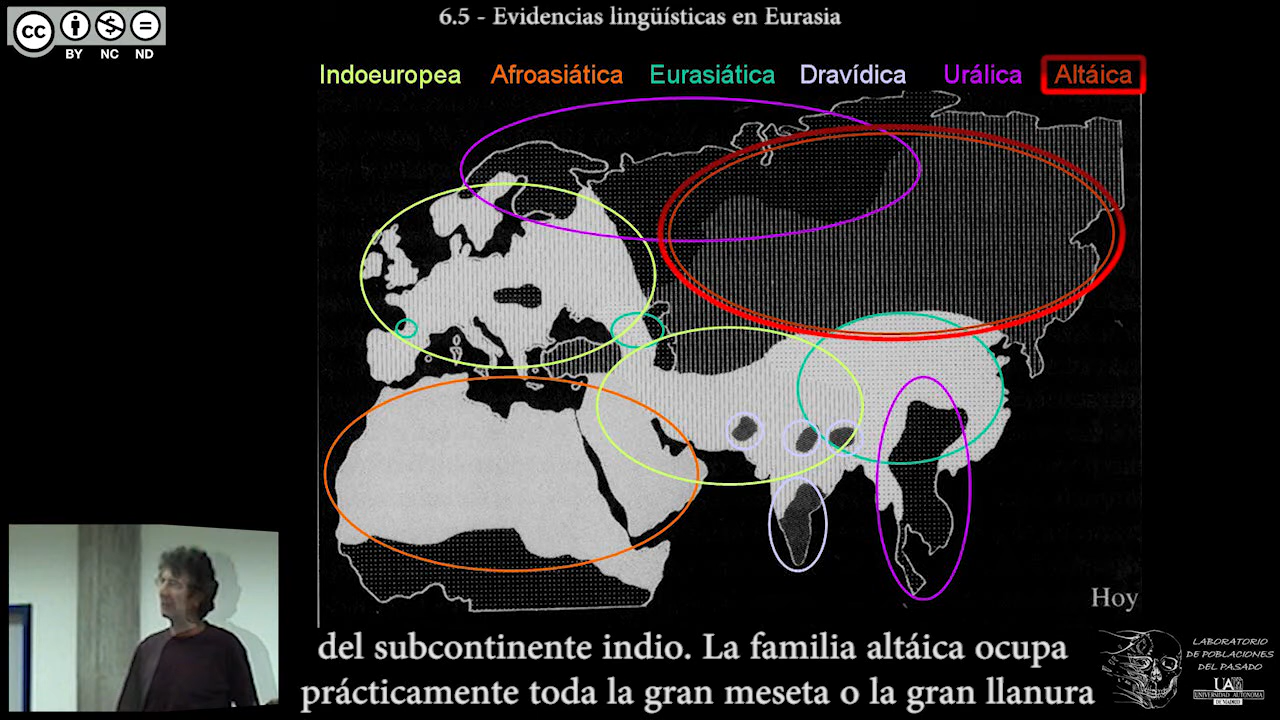 6.5 - Evidencias lingüísticas en Eurasia
CC
BY NC ND
Indoeuropea Afroasiática Eurasiática Dravídica Urálica Altáica
Hoy
del subcontinente indio. La familia altáica ocupa
prácticamente toda la gran meseta o la gran llanura
LABORATORIO
DE POBLACIONES
DEL PASADO
UA
UNIVERSIDAD AUTONOMA
DE MADRID